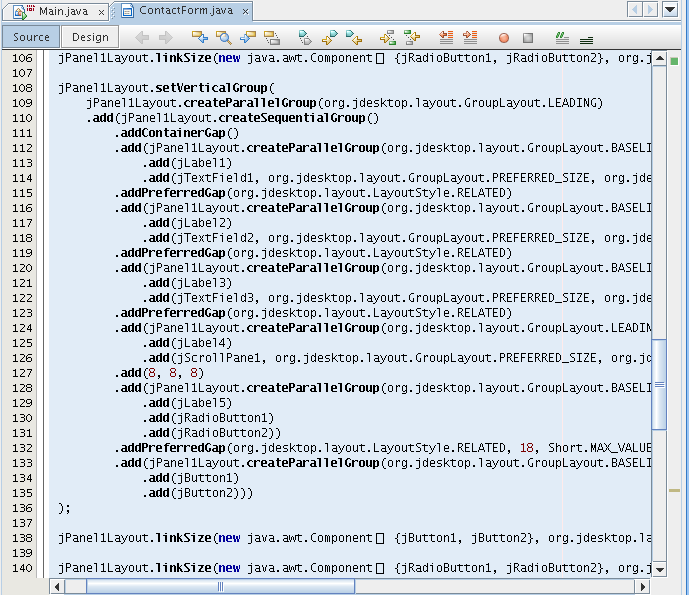 Main.java x ContactForm.java x
Source Design
106 jPanel1Layout.linkSize(new java.awt.Component[] {jRadioButton1, jRadioButton2}, org.j
107
108 jPanel1Layout.setVerticalGroup(
109 jPanel1Layout.createParallelGroup(org.jdesktop.layout.GroupLayout.LEADING)
110 .add(jPanel1Layout.createSequentialGroup()
111 .addContainerGap()
112 .add(jPanel1Layout.createParallelGroup(org.jdesktop.layout.GroupLayout.BASELI
113 .add(jLabel1)
114 .add(jTextField1, org.jdesktop.layout.GroupLayout.PREFERRED_SIZE, org.jde
115 .addPreferredGap(org.jdesktop.layout.LayoutStyle.RELATED)
116 .add(jPanel1Layout.createParallelGroup(org.jdesktop.layout.GroupLayout.BASELI
117 .add(jLabel2)
118 .add(jTextField2, org.jdesktop.layout.GroupLayout.PREFERRED_SIZE, org.jde
119 .addPreferredGap(org.jdesktop.layout.LayoutStyle.RELATED)
120 .add(jPanel1Layout.createParallelGroup(org.jdesktop.layout.GroupLayout.BASELI
121 .add(jLabel3)
122 .add(jTextField3, org.jdesktop.layout.GroupLayout.PREFERRED_SIZE, org.jde
123 .addPreferredGap(org.jdesktop.layout.LayoutStyle.RELATED)
124 .add(jPanel1Layout.createParallelGroup(org.jdesktop.layout.GroupLayout.LEADIN
125 .add(jLabel4)
126 .add(jScrollPane1, org.jdesktop.layout.GroupLayout.PREFERRED_SIZE, org.jd
127 .add(8, 8, 8)
128 .add(jPanel1Layout.createParallelGroup(org.jdesktop.layout.GroupLayout.BASELI
129 .add(jLabel5)
130 .add(jRadioButton1)
131 .add(jRadioButton2))
132 .addPreferredGap(org.jdesktop.layout.LayoutStyle.RELATED, 18, Short.MAX_VALUE
133 .add(jPanel1Layout.createParallelGroup(org.jdesktop.layout.GroupLayout.BASELI
134 .add(jButton1)
135 .add(jButton2)))
136 );
137
138 jPanel1Layout.linkSize(new java.awt.Component[] {jButton1, jButton2}, org.jdesktop.la
139
140 jPanel1Layout.linkSize(new java.awt.Component[] {jRadioButton1, jRadioButton2}, org.j